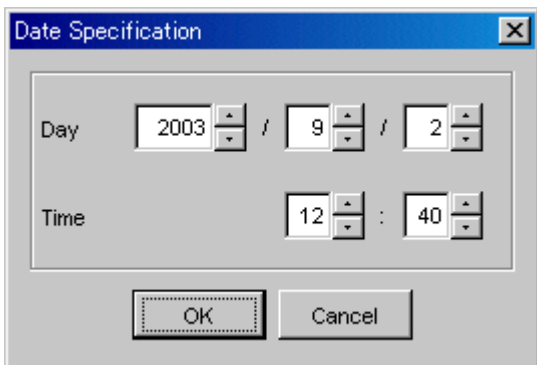 Date Specification
Day 2003 / 9 / 2
Time 12 : 40
OK Cancel